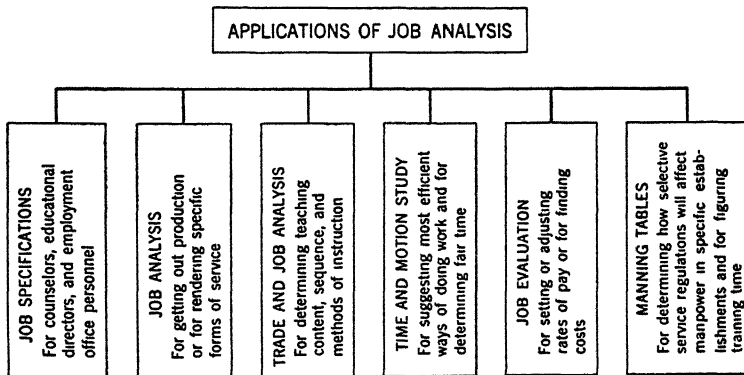 APPLICATIONS OF JOB ANALYSIS
JOB SPECIFICATIONS
For counselors, educational
directors, and employment
office personnel
JOB ANALYSIS
For getting out production
or for rendering specific
forms of service
TRADE AND JOB ANALYSIS
For determining teaching
content, sequence, and
methods of instruction
TIME AND MOTION STUDY
For suggesting most efficient
ways of doing work and for
determining fair time
JOB EVALUATION
For setting or adjusting
rates of pay or for finding
costs
MANNING TABLES
For determining how selective
service regulations will affect
manpower in specific estab-
lishments and for figuring
training time